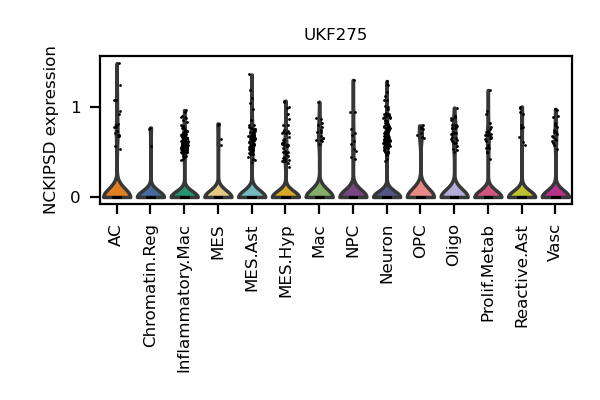 UKF275
NCKIPSD expression
1
0
AC
Chromatin.Reg
Inflammatory.Mac
MES
MES.Ast
MES.Hyp
Mac
NPC
Neuron
OPC
Oligo
Prolif.Metab
Reactive.Ast
Vasc